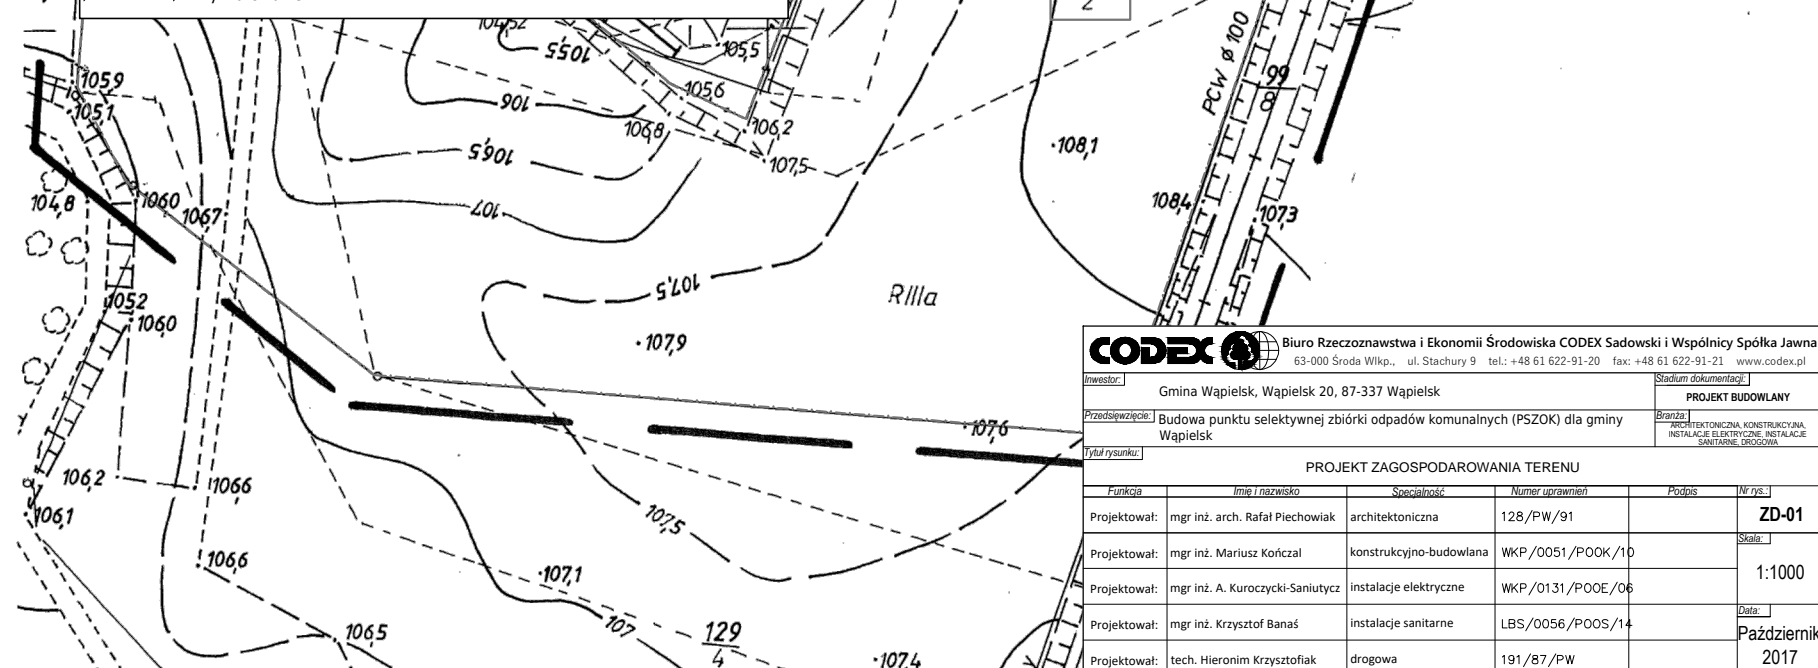 104,52
105,5
105,5
2
PCW ø 100
99
8
105,9
105,1
106
105,6
106,8
106,2
107,5
106,5
108,1
108,4
107,3
104,8
106,0
106,7
107
107,5
RIIIa
105,2
106,0
107,9
107,6
106,2
106,6
106,1
107,5
106,6
107,1
106,5
107
129
4
107,4
CODEX
Biuro Rzeczoznawstwa i Ekonomii Środowiska CODEX Sadowski i Wspólnicy Spółka Jawna
63-000 Środa Wlkp., ul. Stachury 9 tel.: +48 61 622-91-20 fax: +48 61 622-91-21 www.codex.pl
Inwestor:
Gmina Wąpielsk, Wąpielsk 20, 87-337 Wąpielsk
Stadium dokumentacji:
PROJEKT BUDOWLANY
Przedsięwzięcie:
Budowa punktu selektywnej zbiórki odpadów komunalnych (PSZOK) dla gminy
Wąpielsk
Branża:
ARCHITEKTONICZNA, KONSTRUKCYJNA,
INSTALACJE ELEKTRYCZNE, INSTALACJE
SANITARNE, DROGOWA
Tytuł rysunku:
PROJEKT ZAGOSPODAROWANIA TERENU
Funkcja Imię i nazwisko Specjalność Numer uprawnień Podpis Nr rys.:
Projektował: mgr inż. arch. Rafał Piechowiak architektoniczna 128/PW/91
ZD-01
Projektował: mgr inż. Mariusz Kończal konstrukcyjno-budowlana WKP/0051/POOK/10
Skala:
1:1000
Projektował: mgr inż. A. Kuroczycki-Saniutycz instalacje elektryczne WKP/0131/POOE/06
Projektował: mgr inż. Krzysztof Banaś instalacje sanitarne LBS/0056/POOS/14
Data:
Październik
2017
Projektował: tech. Hieronim Krzysztofiak drogowa 191/87/PW